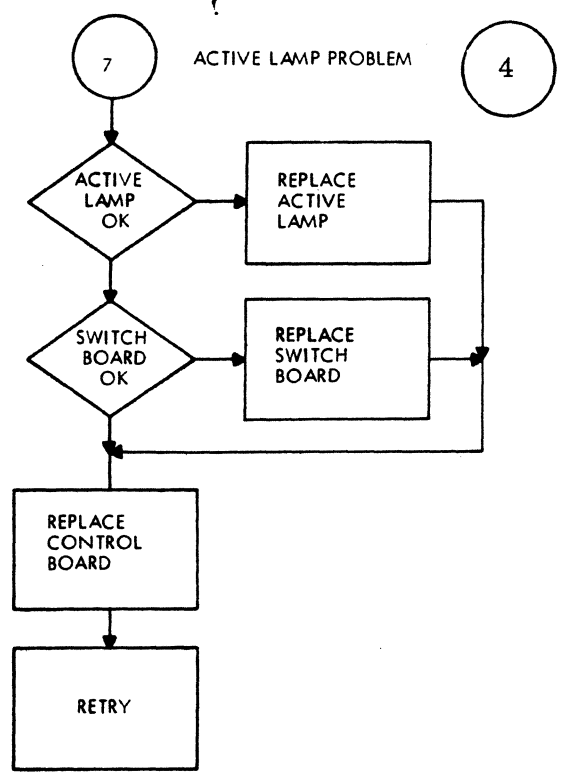 7
ACTIVE LAMP PROBLEM
4
ACTIVE
LAMP
OK
REPLACE
ACTIVE
LAMP
SWITCH
BOARD
OK
REPLACE
SWITCH
BOARD
REPLACE
CONTROL
BOARD
RETRY